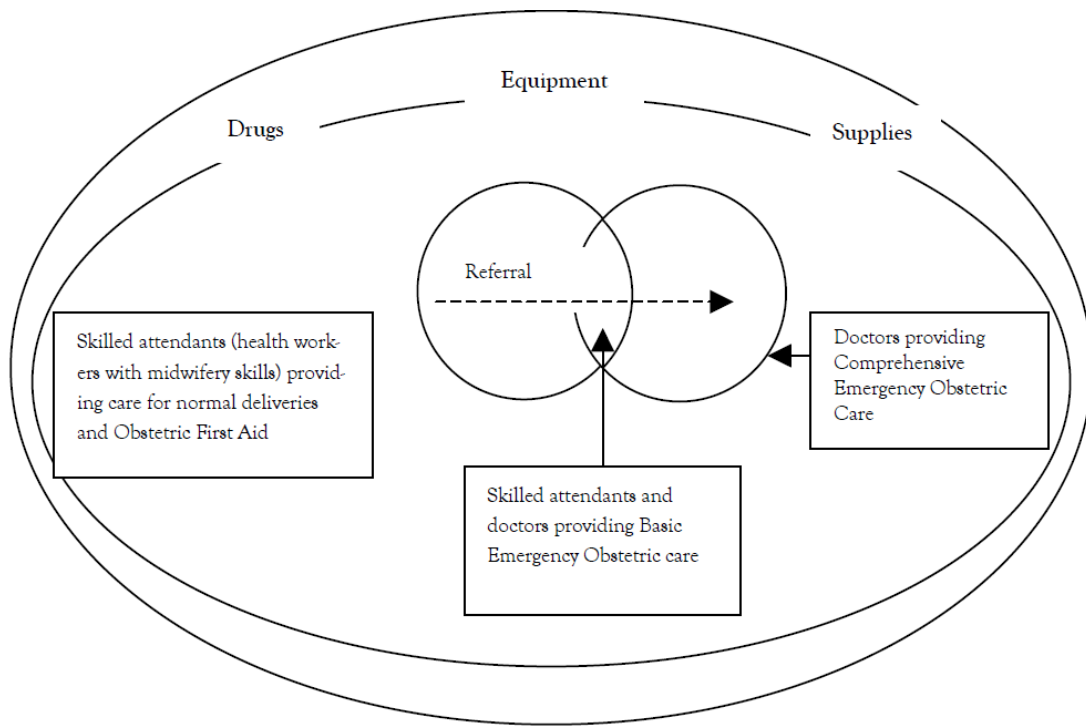 Equipment
Drugs
Supplies
Referral
Skilled attendants (health work-
ers with midwifery skills) provid-
ing care for normal deliveries
and Obstetric First Aid
Doctors providing
Comprehensive
Emergency Obstetric
Care
Skilled attendants and
doctors providing Basic
Emergency Obstetric care